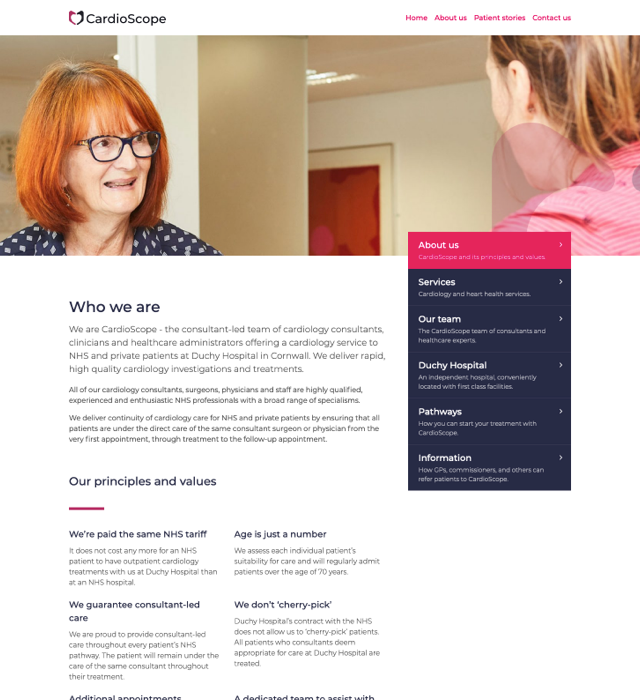 CardioScope
Home About us Patient stories Contact us
About us
CardioScope and its principles and values.
Services
Cardiology and heart health services.
Our team
The CardioScope team of consultants and
healthcare experts.
Duchy Hospital
An independent hospital, conveniently
located with first class facilities.
Pathways
How you can start your treatment with
CardioScope.
Information
How GPs, commissioners, and others can
refer patients to CardioScope.
Who we are
We are CardioScope - the consultant-led team of cardiology consultants,
clinicians and healthcare administrators offering a cardiology service to
NHS and private patients at Duchy Hospital in Cornwall. We deliver rapid,
high quality cardiology investigations and treatments.
All of our cardiology consultants, surgeons, physicians and staff are highly qualified,
experienced and enthusiastic NHS professionals with a broad range of specialisms.
We deliver continuity of cardiology care for NHS and private patients by ensuring that all
patients are under the direct care of the same consultant surgeon or physician from the
very first appointment, through treatment to the follow-up appointment.
Our principles and values
We're paid the same NHS tariff
It does not cost any more for an NHS
patient to have outpatient cardiology
treatments with us at Duchy Hospital than
at an NHS hospital.
Age is just a number
We assess each individual patient's
suitability for care and will regularly admit
patients over the age of 70 years.
We guarantee consultant-led
care
We are proud to provide consultant-led
care throughout every patient's NHS
pathway. The patient will remain under the
care of the same consultant throughout
their treatment.
We don't 'cherry-pick'
Duchy Hospital's contract with the NHS
does not allow us to 'cherry-pick' patients.
All patients who consultants deem
appropriate for care at Duchy Hospital are
treated.
Additional appointments
A dedicated team to assist with